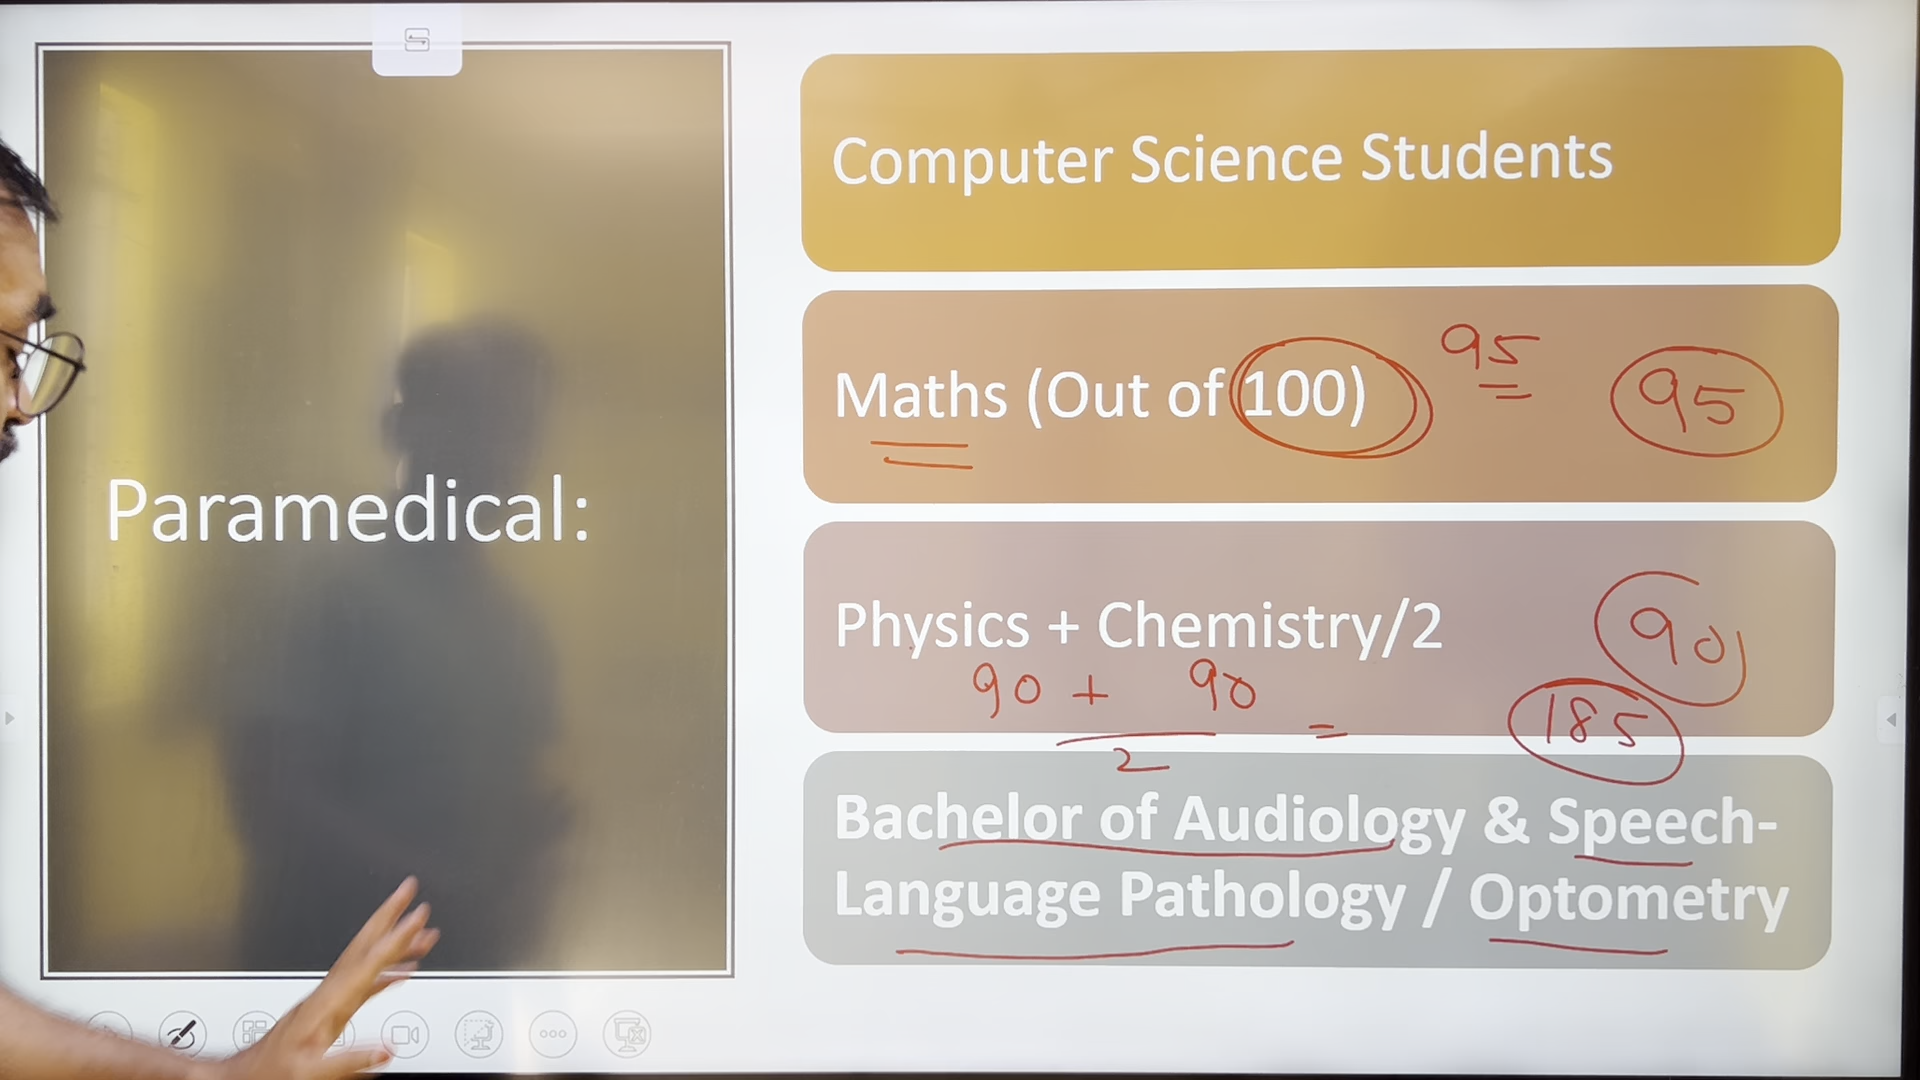 Paramedical:
Computer Science Students
Maths (Out of 100)
95
95
Physics + Chemistry/2
90
90 + 90
2
=
185
Bachelor of Audiology & Speech-
Language Pathology / Optometry